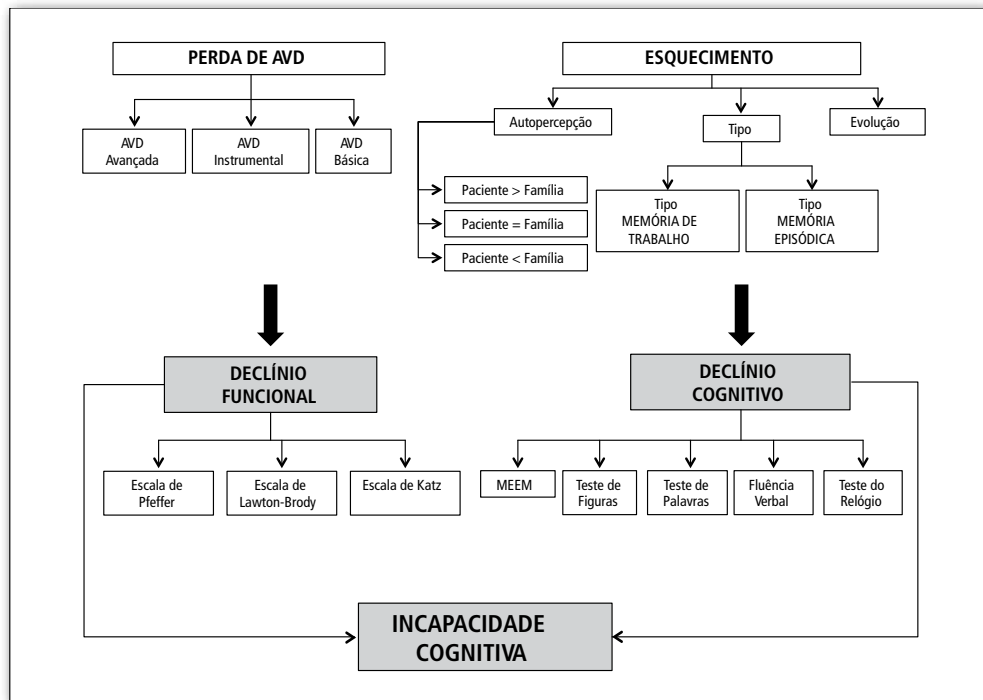 PERDA DE AVD
AVD
Avançada
AVD
Instrumental
AVD
Básica
ESQUECIMENTO
Autopercepção
Tipo
Evolução
Paciente > Família
Paciente = Família
Paciente < Família
Tipo
MEMÓRIA DE
TRABALHO
Tipo
MEMÓRIA
EPISÓDICA
DECLÍNIO
FUNCIONAL
Escala de
Pfeffer
Escala de
Lawton-Brody
Escala de Katz
DECLÍNIO
COGNITIVO
MEEM
Teste de
Figuras
Teste de
Palavras
Fluência
Verbal
Teste do
Relógio
INCAPACIDADE
COGNITIVA